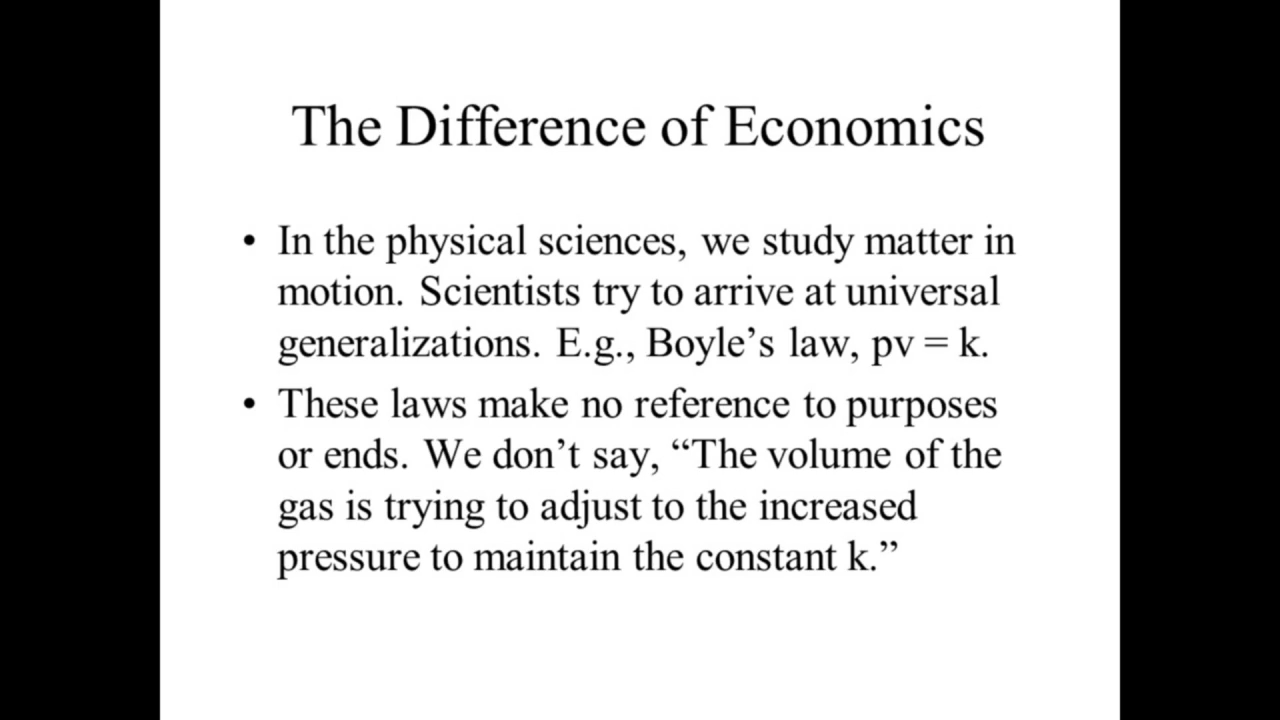 The Difference of Economics
• In the physical sciences, we study matter in
motion. Scientists try to arrive at universal
generalizations. E.g., Boyle’s law, pv = k.
• These laws make no reference to purposes
or ends. We don’t say, “The volume of the
gas is trying to adjust to the increased
pressure to maintain the constant k.”